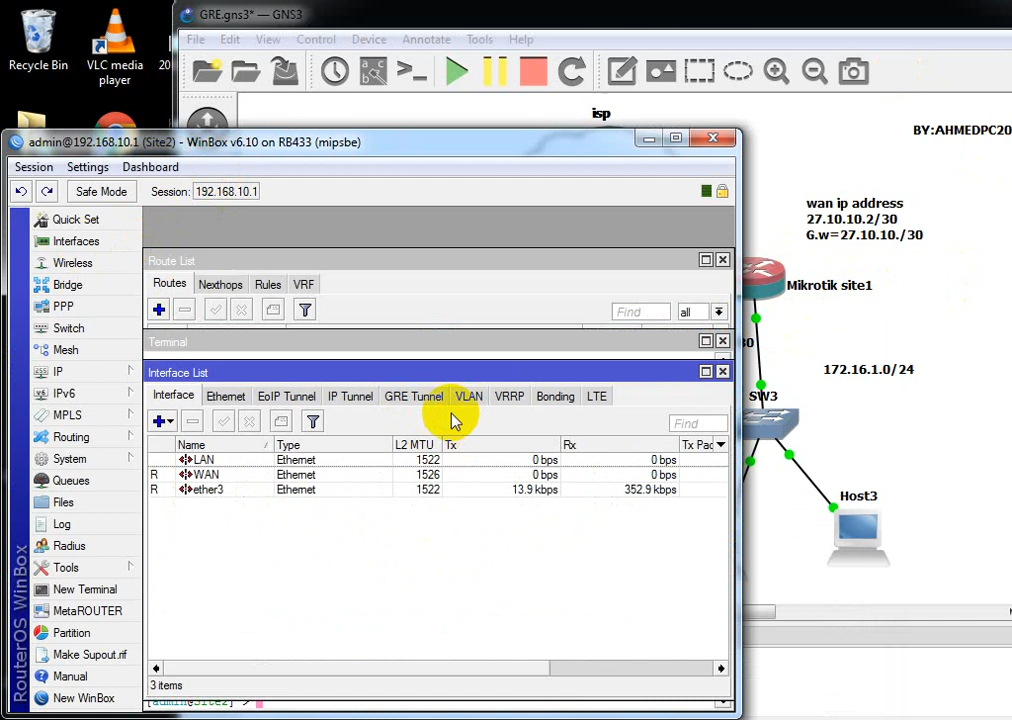 Recycle Bin
VLC media
player
20
GRE.gns3* — GNS3
File Edit View Control Device Annotate Tools Help
isp
BY:AHMEDPC20
wan ip address
27.10.10.2/30
G.w=27.10.10./30
Mikrotik site1
30
172.16.1.0/24
SW3
Host3
admin@192.168.10.1 (Site2) - WinBox v6.10 on RB433 (mipsbe)
Session Settings Dashboard
Safe Mode Session: 192.168.10.1
RouterOS WinBox
Quick Set
Interfaces
Wireless
Bridge
PPP
Switch
Mesh
IP
IPv6
MPLS
Routing
System
Queues
Files
Log
Radius
Tools
New Terminal
MetaROUTER
Partition
Make Supout.rif
Manual
New WinBox
Route List
Routes Nexthops Rules VRF
Find all
Terminal
Interface List
Interface Ethernet EoIP Tunnel IP Tunnel GRE Tunnel VLAN VRRP Bonding LTE
Find
Name Type L2 MTU Tx Rx Tx Pac
LAN Ethernet 1522 0 bps 0 bps
R WAN Ethernet 1526 0 bps 0 bps
R ether3 Ethernet 1522 13.9 kbps 352.9 kbps
3 items
[admin@Site2] >